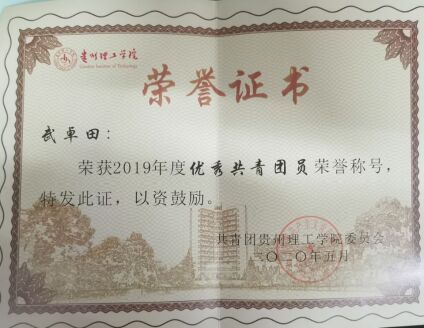 贵州理工学院
Guizhou Institute of Technology
荣誉证书
武卓田：
荣获2019年度优秀共青团员荣誉称号，
特发此证，以资鼓励。
共青团贵州理工学院委员会
二〇二〇年五月